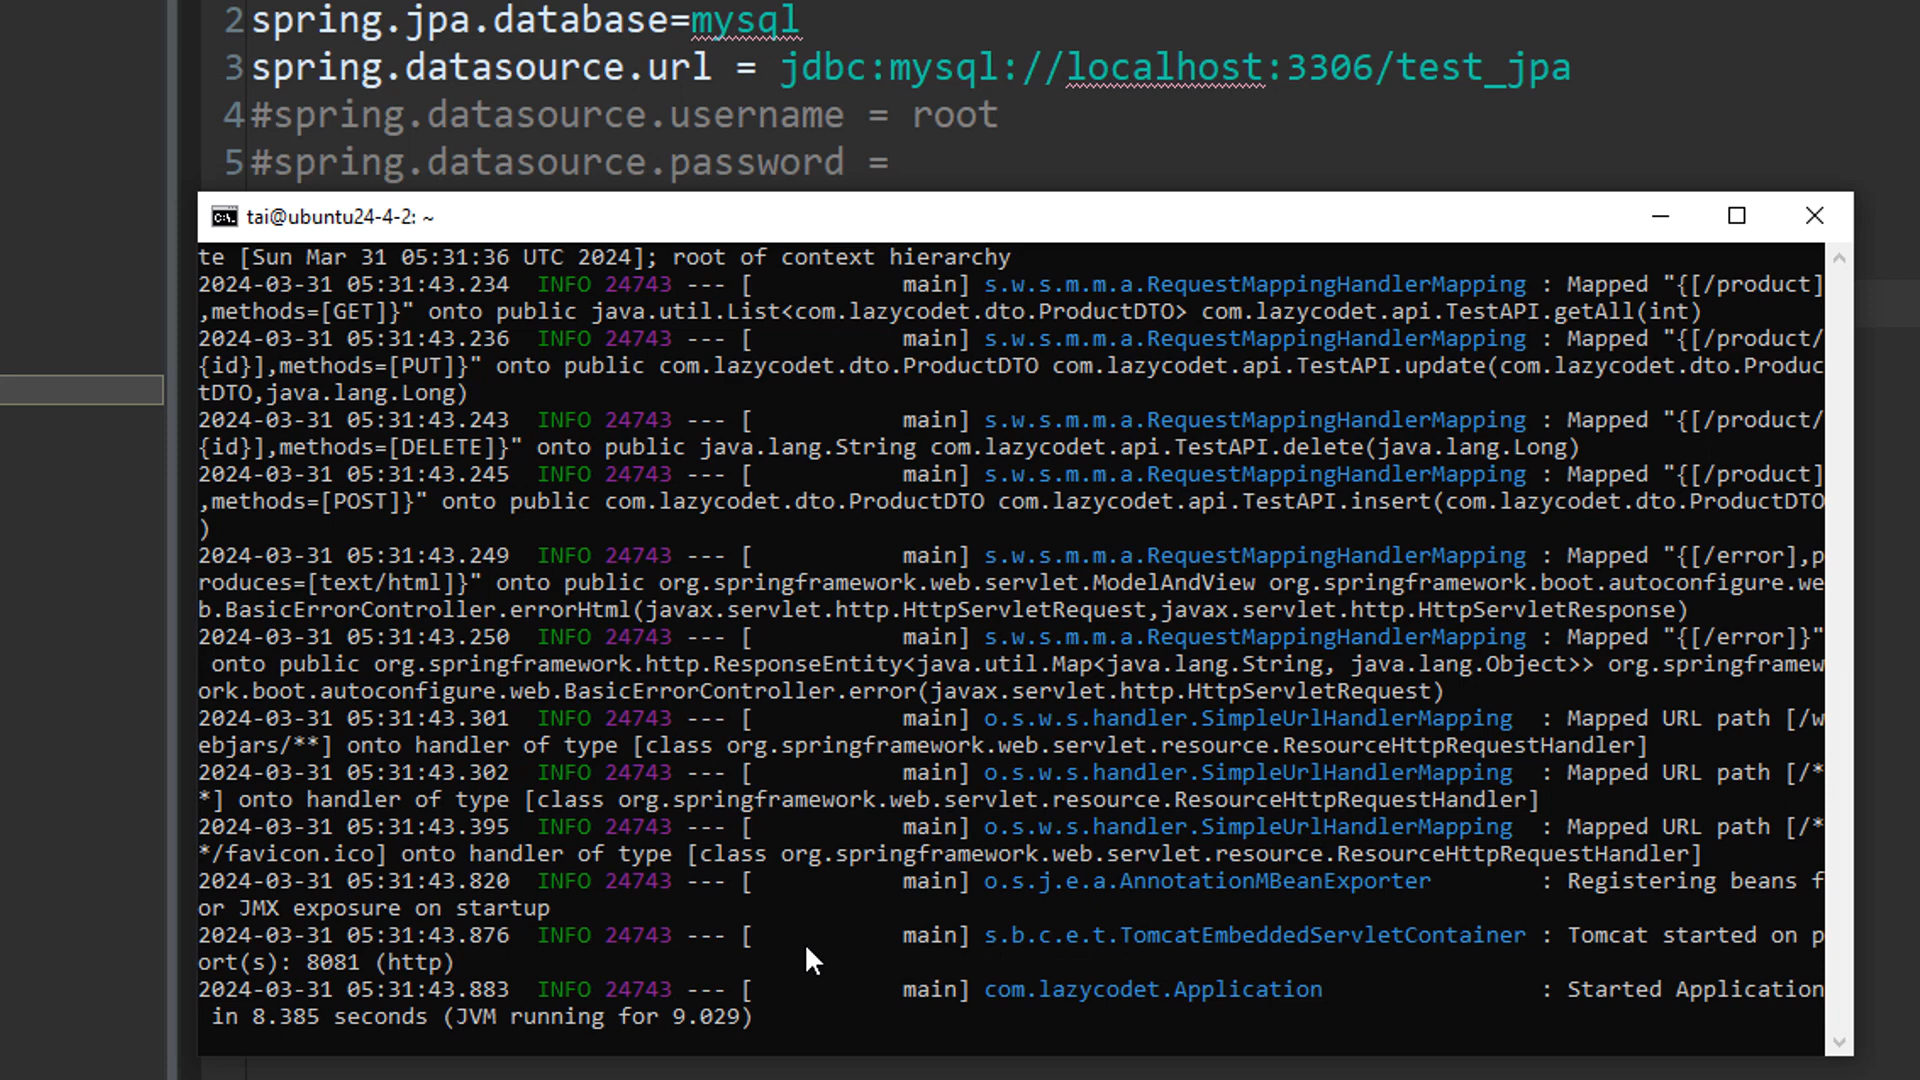 2 spring.jpa.database=mysql
3 spring.datasource.url = jdbc:mysql://localhost:3306/test_jpa
4 #spring.datasource.username = root
5 #spring.datasource.password =
tai@ubuntu24-4-2: ~
te [Sun Mar 31 05:31:36 UTC 2024]; root of context hierarchy
2024-03-31 05:31:43.234  INFO 24743 --- [           main] s.w.s.m.m.a.RequestMappingHandlerMapping : Mapped "{[/product]
,methods=[GET]}" onto public java.util.List<com.lazycodet.dto.ProductDTO> com.lazycodet.api.TestAPI.getAll(int)
2024-03-31 05:31:43.236  INFO 24743 --- [           main] s.w.s.m.m.a.RequestMappingHandlerMapping : Mapped "{[/product/
{id}],methods=[PUT]}" onto public com.lazycodet.dto.ProductDTO com.lazycodet.api.TestAPI.update(com.lazycodet.dto.Produc
tDTO,java.lang.Long)
2024-03-31 05:31:43.243  INFO 24743 --- [           main] s.w.s.m.m.a.RequestMappingHandlerMapping : Mapped "{[/product/
{id}],methods=[DELETE]}" onto public java.lang.String com.lazycodet.api.TestAPI.delete(java.lang.Long)
2024-03-31 05:31:43.245  INFO 24743 --- [           main] s.w.s.m.m.a.RequestMappingHandlerMapping : Mapped "{[/product]
,methods=[POST]}" onto public com.lazycodet.dto.ProductDTO com.lazycodet.api.TestAPI.insert(com.lazycodet.dto.ProductDTO
)
2024-03-31 05:31:43.249  INFO 24743 --- [           main] s.w.s.m.m.a.RequestMappingHandlerMapping : Mapped "{[/error],p
roduces=[text/html]}" onto public org.springframework.web.servlet.ModelAndView org.springframework.boot.autoconfigure.we
b.BasicErrorController.errorHtml(javax.servlet.http.HttpServletRequest,javax.servlet.http.HttpServletResponse)
2024-03-31 05:31:43.250  INFO 24743 --- [           main] s.w.s.m.m.a.RequestMappingHandlerMapping : Mapped "{[/error]}"
 onto public org.springframework.http.ResponseEntity<java.util.Map<java.lang.String, java.lang.Object>> org.springframew
ork.boot.autoconfigure.web.BasicErrorController.error(javax.servlet.http.HttpServletRequest)
2024-03-31 05:31:43.301  INFO 24743 --- [           main] o.s.w.s.handler.SimpleUrlHandlerMapping  : Mapped URL path [/w
ebjars/**] onto handler of type [class org.springframework.web.servlet.resource.ResourceHttpRequestHandler]
2024-03-31 05:31:43.302  INFO 24743 --- [           main] o.s.w.s.handler.SimpleUrlHandlerMapping  : Mapped URL path [/*
*] onto handler of type [class org.springframework.web.servlet.resource.ResourceHttpRequestHandler]
2024-03-31 05:31:43.395  INFO 24743 --- [           main] o.s.w.s.handler.SimpleUrlHandlerMapping  : Mapped URL path [/*
*/favicon.ico] onto handler of type [class org.springframework.web.servlet.resource.ResourceHttpRequestHandler]
2024-03-31 05:31:43.820  INFO 24743 --- [           main] o.s.j.e.a.AnnotationMBeanExporter        : Registering beans f
or JMX exposure on startup
2024-03-31 05:31:43.876  INFO 24743 --- [           main] s.b.c.e.t.TomcatEmbeddedServletContainer : Tomcat started on p
ort(s): 8081 (http)
2024-03-31 05:31:43.883  INFO 24743 --- [           main] com.lazycodet.Application                : Started Application
 in 8.385 seconds (JVM running for 9.029)